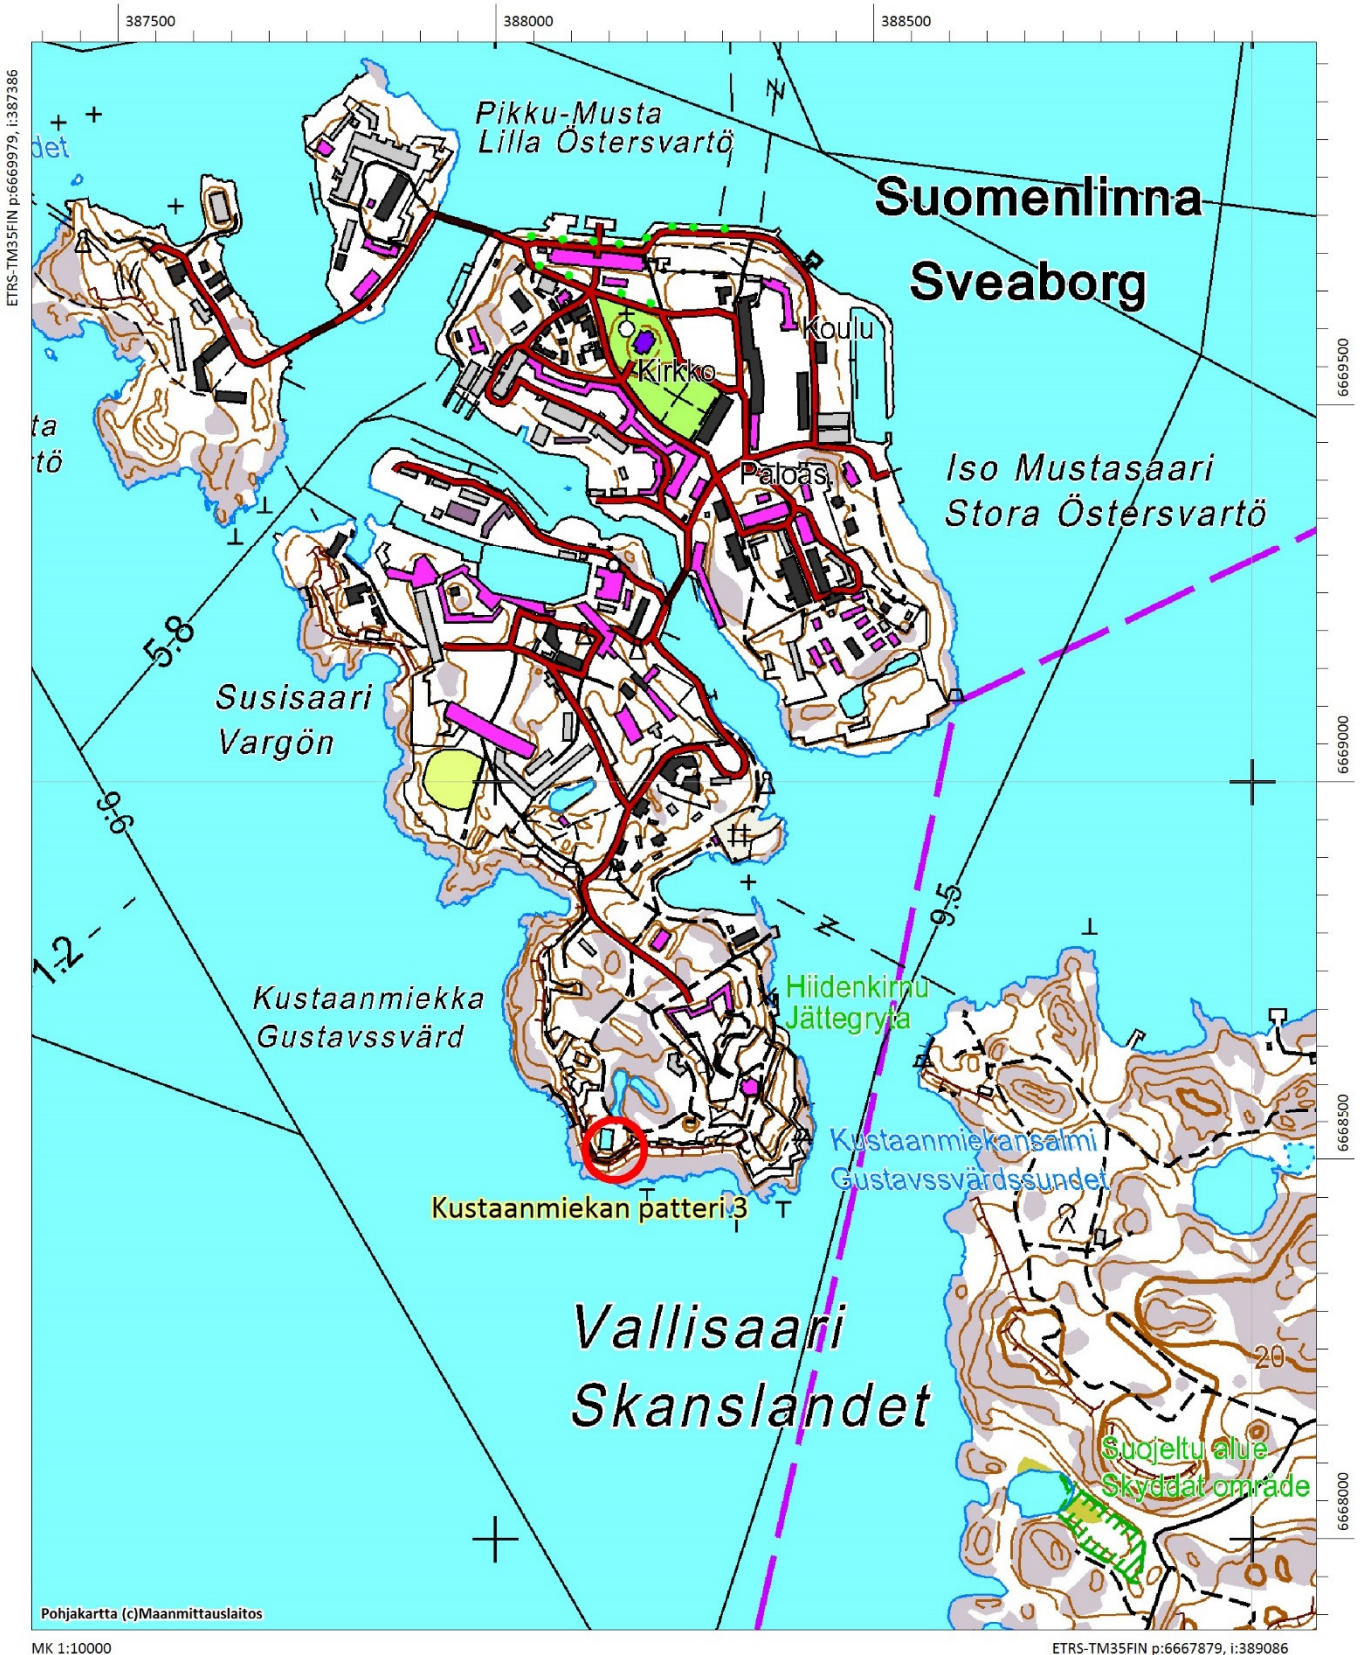 387500
388000
388500
ETRS-TM35FIN p:6669979, i:387386
Pikku-Musta
Lilla Östersvartö
N
det
Suomenlinna
Sveaborg
Koulu
Kirkko
6669500
ta
tö
Paloas.
Iso Mustasaari
Stora Östersvartö
5.8
Susisaari
Vargön
6669000
9.6
9.5
1.2
N
Kustaanmiekka
Gustavssvärd
Hiidenkirnu
Jättegryta
6668500
Kustaanmiekansalmi
Gustavssvärdssundet
Kustaanmiekan patteri 3
Vallisaari
Skanslandet
20
Suojeltu alue
Skyddat område
6668000
Pohjakartta (c)Maanmittauslaitos
MK 1:10000
ETRS-TM35FIN p:6667879, i:389086